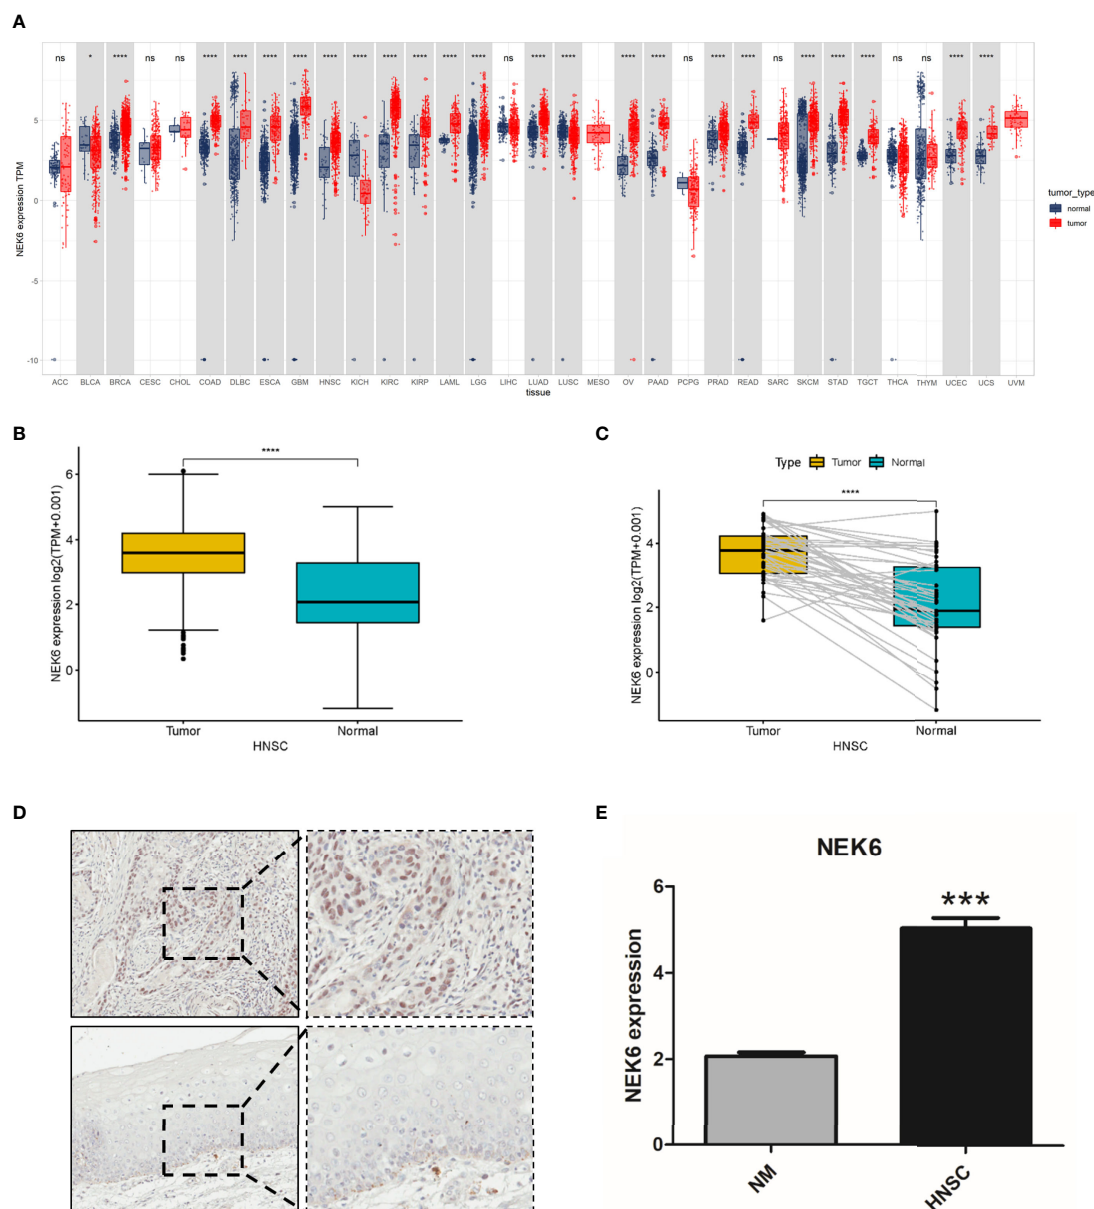 A
ns * **** ns ns **** **** **** **** **** **** **** **** **** **** ns **** **** **** **** ns **** **** ns **** **** **** ns ns **** ****
NEK6 expression TPM
5
0
-5
-10
ACC BLCA BRCA CESC CHOL COAD DLBC ESCA GBM HNSC KICH KIRC KIRP LAML LGG LIHC LUAD LUSC MESO OV PAAD PCPG PRAD READ SARC SKCM STAD TGCT THCA THYM UCEC UCS UVM
tissue
tumor_type
normal
tumor
B
****
NEK6 expression log2(TPM+0.001)
6
4
2
0
Tumor Normal
HNSC
C
Type Tumor Normal
****
NEK6 expression log2(TPM+0.001)
4
2
0
Tumor Normal
HNSC
D
E
NEK6
***
NEK6 expression
6
4
2
0
NM HNSC